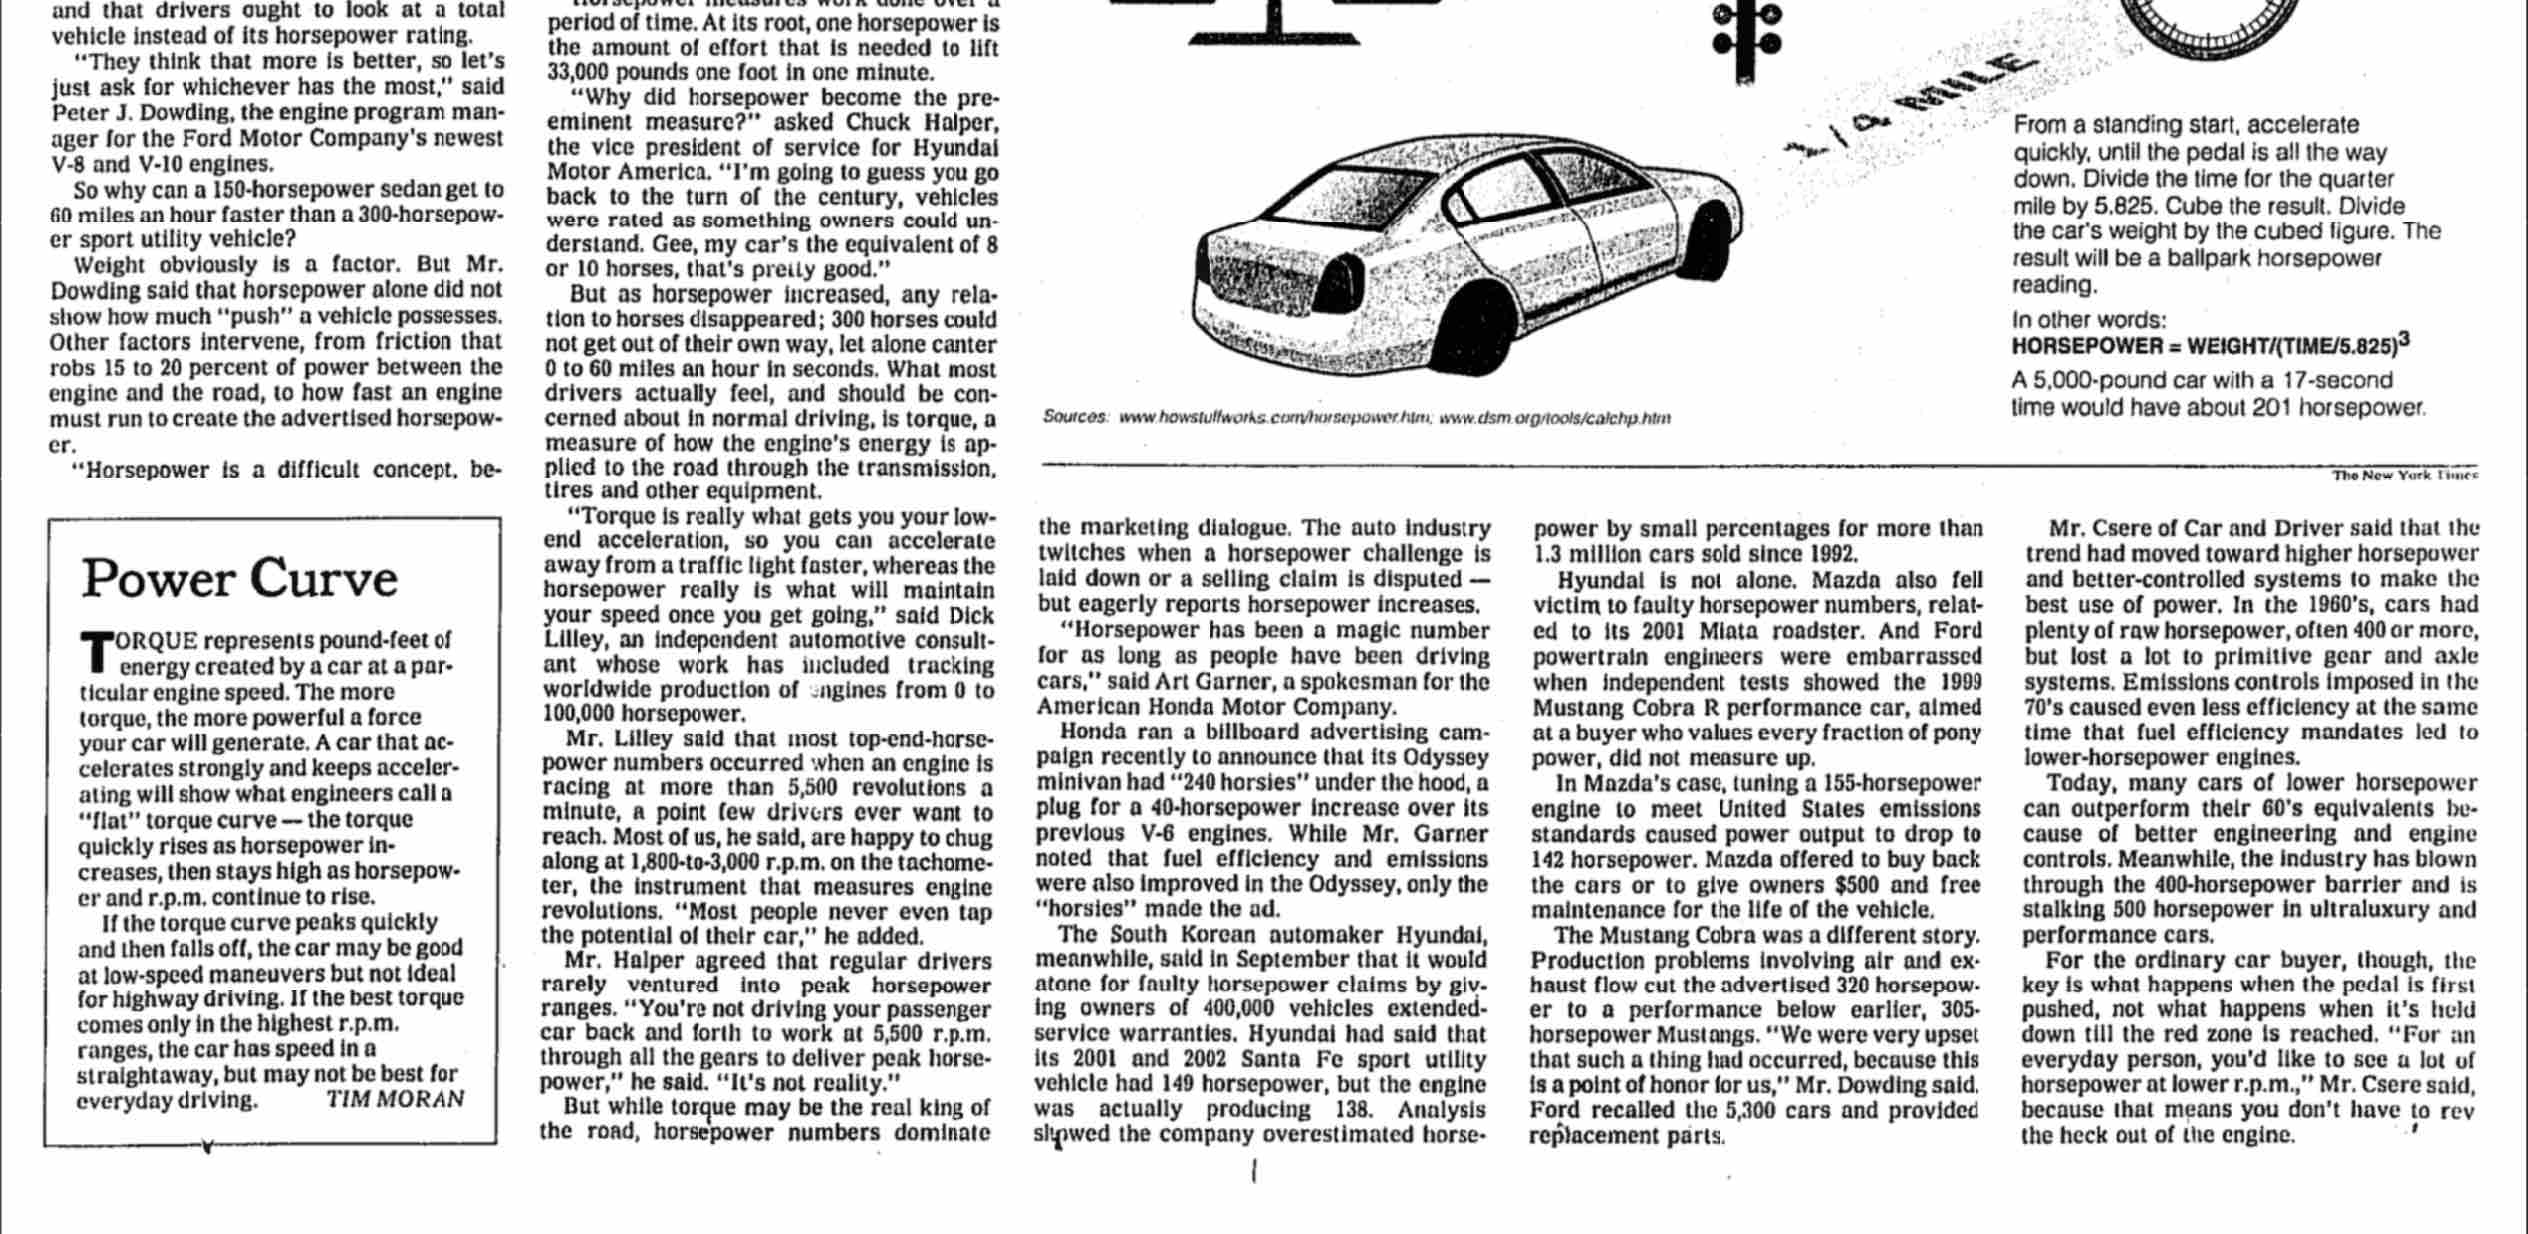 and that drivers ought to look at a total
vehicle instead of its horsepower rating.
"They think that more is better, so let's
just ask for whichever has the most," said
Peter J. Dowding, the engine program man-
ager for the Ford Motor Company's newest
V-8 and V-10 engines.
So why can a 150-horsepower sedan get to
60 miles an hour faster than a 300-horsepow-
er sport utility vehicle?
Weight obviously is a factor. But Mr.
Dowding said that horsepower alone did not
show how much "push" a vehicle possesses.
Other factors intervene, from friction that
robs 15 to 20 percent of power between the
engine and the road, to how fast an engine
must run to create the advertised horsepow-
er.
"Horsepower is a difficult concept, be-
Power Curve
TORQUE represents pound-feet of
energy created by a car at a par-
ticular engine speed. The more
torque, the more powerful a force
your car will generate. A car that ac-
celerates strongly and keeps acceler-
ating will show what engineers call a
"flat" torque curve — the torque
quickly rises as horsepower in-
creases, then stays high as horsepow-
er and r.p.m. continue to rise.
If the torque curve peaks quickly
and then falls off, the car may be good
at low-speed maneuvers but not ideal
for highway driving. If the best torque
comes only in the highest r.p.m.
ranges, the car has speed in a
straightaway, but may not be best for
everyday driving. TIM MORAN
Horsepower measures work done over a
period of time. At its root, one horsepower is
the amount of effort that is needed to lift
33,000 pounds one foot in one minute.
"Why did horsepower become the pre-
eminent measure?" asked Chuck Halper,
the vice president of service for Hyundai
Motor America. "I'm going to guess you go
back to the turn of the century, vehicles
were rated as something owners could un-
derstand. Gee, my car's the equivalent of 8
or 10 horses, that's pretty good."
But as horsepower increased, any rela-
tion to horses disappeared; 300 horses could
not get out of their own way, let alone canter
0 to 60 miles an hour in seconds. What most
drivers actually feel, and should be con-
cerned about in normal driving, is torque, a
measure of how the engine's energy is ap-
plied to the road through the transmission,
tires and other equipment.
"Torque is really what gets you your low-
end acceleration, so you can accelerate
away from a traffic light faster, whereas the
horsepower really is what will maintain
your speed once you get going," said Dick
Lilley, an independent automotive consult-
ant whose work has included tracking
worldwide production of engines from 0 to
100,000 horsepower.
Mr. Lilley said that most top-end-horse-
power numbers occurred when an engine is
racing at more than 5,500 revolutions a
minute, a point few drivers ever want to
reach. Most of us, he said, are happy to chug
along at 1,800-to-3,000 r.p.m. on the tachome-
ter, the instrument that measures engine
revolutions. "Most people never even tap
the potential of their car," he added.
Mr. Halper agreed that regular drivers
rarely ventured into peak horsepower
ranges. "You're not driving your passenger
car back and forth to work at 5,500 r.p.m.
through all the gears to deliver peak horse-
power," he said. "It's not reality."
But while torque may be the real king of
the road, horsepower numbers dominate
1/4 MILE
From a standing start, accelerate
quickly, until the pedal is all the way
down. Divide the time for the quarter
mile by 5.825. Cube the result. Divide
the car's weight by the cubed figure. The
result will be a ballpark horsepower
reading.
In other words:
HORSEPOWER = WEIGHT/(TIME/5.825)³
A 5,000-pound car with a 17-second
time would have about 201 horsepower.
Sources: www.howstuffworks.com/horsepower.htm; www.dsm.org/tools/calchp.htm
The New York Times
the marketing dialogue. The auto industry
twitches when a horsepower challenge is
laid down or a selling claim is disputed —
but eagerly reports horsepower increases.
"Horsepower has been a magic number
for as long as people have been driving
cars," said Art Garner, a spokesman for the
American Honda Motor Company.
Honda ran a billboard advertising cam-
paign recently to announce that its Odyssey
minivan had "240 horsies" under the hood, a
plug for a 40-horsepower increase over its
previous V-6 engines. While Mr. Garner
noted that fuel efficiency and emissions
were also improved in the Odyssey, only the
"horsies" made the ad.
The South Korean automaker Hyundai,
meanwhile, said in September that it would
atone for faulty horsepower claims by giv-
ing owners of 400,000 vehicles extended-
service warranties. Hyundai had said that
its 2001 and 2002 Santa Fe sport utility
vehicle had 149 horsepower, but the engine
was actually producing 138. Analysis
showed the company overestimated horse-
power by small percentages for more than
1.3 million cars sold since 1992.
Hyundai is not alone. Mazda also fell
victim to faulty horsepower numbers, relat-
ed to its 2001 Miata roadster. And Ford
powertrain engineers were embarrassed
when independent tests showed the 1999
Mustang Cobra R performance car, aimed
at a buyer who values every fraction of pony
power, did not measure up.
In Mazda's case, tuning a 155-horsepower
engine to meet United States emissions
standards caused power output to drop to
142 horsepower. Mazda offered to buy back
the cars or to give owners $500 and free
maintenance for the life of the vehicle.
The Mustang Cobra was a different story.
Production problems involving air and ex-
haust flow cut the advertised 320 horsepow-
er to a performance below earlier, 305-
horsepower Mustangs. "We were very upset
that such a thing had occurred, because this
is a point of honor for us," Mr. Dowding said.
Ford recalled the 5,300 cars and provided
replacement parts.
Mr. Csere of Car and Driver said that the
trend had moved toward higher horsepower
and better-controlled systems to make the
best use of power. In the 1960's, cars had
plenty of raw horsepower, often 400 or more,
but lost a lot to primitive gear and axle
systems. Emissions controls imposed in the
70's caused even less efficiency at the same
time that fuel efficiency mandates led to
lower-horsepower engines.
Today, many cars of lower horsepower
can outperform their 60's equivalents be-
cause of better engineering and engine
controls. Meanwhile, the industry has blown
through the 400-horsepower barrier and is
stalking 500 horsepower in ultraluxury and
performance cars.
For the ordinary car buyer, though, the
key is what happens when the pedal is first
pushed, not what happens when it's held
down till the red zone is reached. "For an
everyday person, you'd like to see a lot of
horsepower at lower r.p.m.," Mr. Csere said,
because that means you don't have to rev
the heck out of the engine.